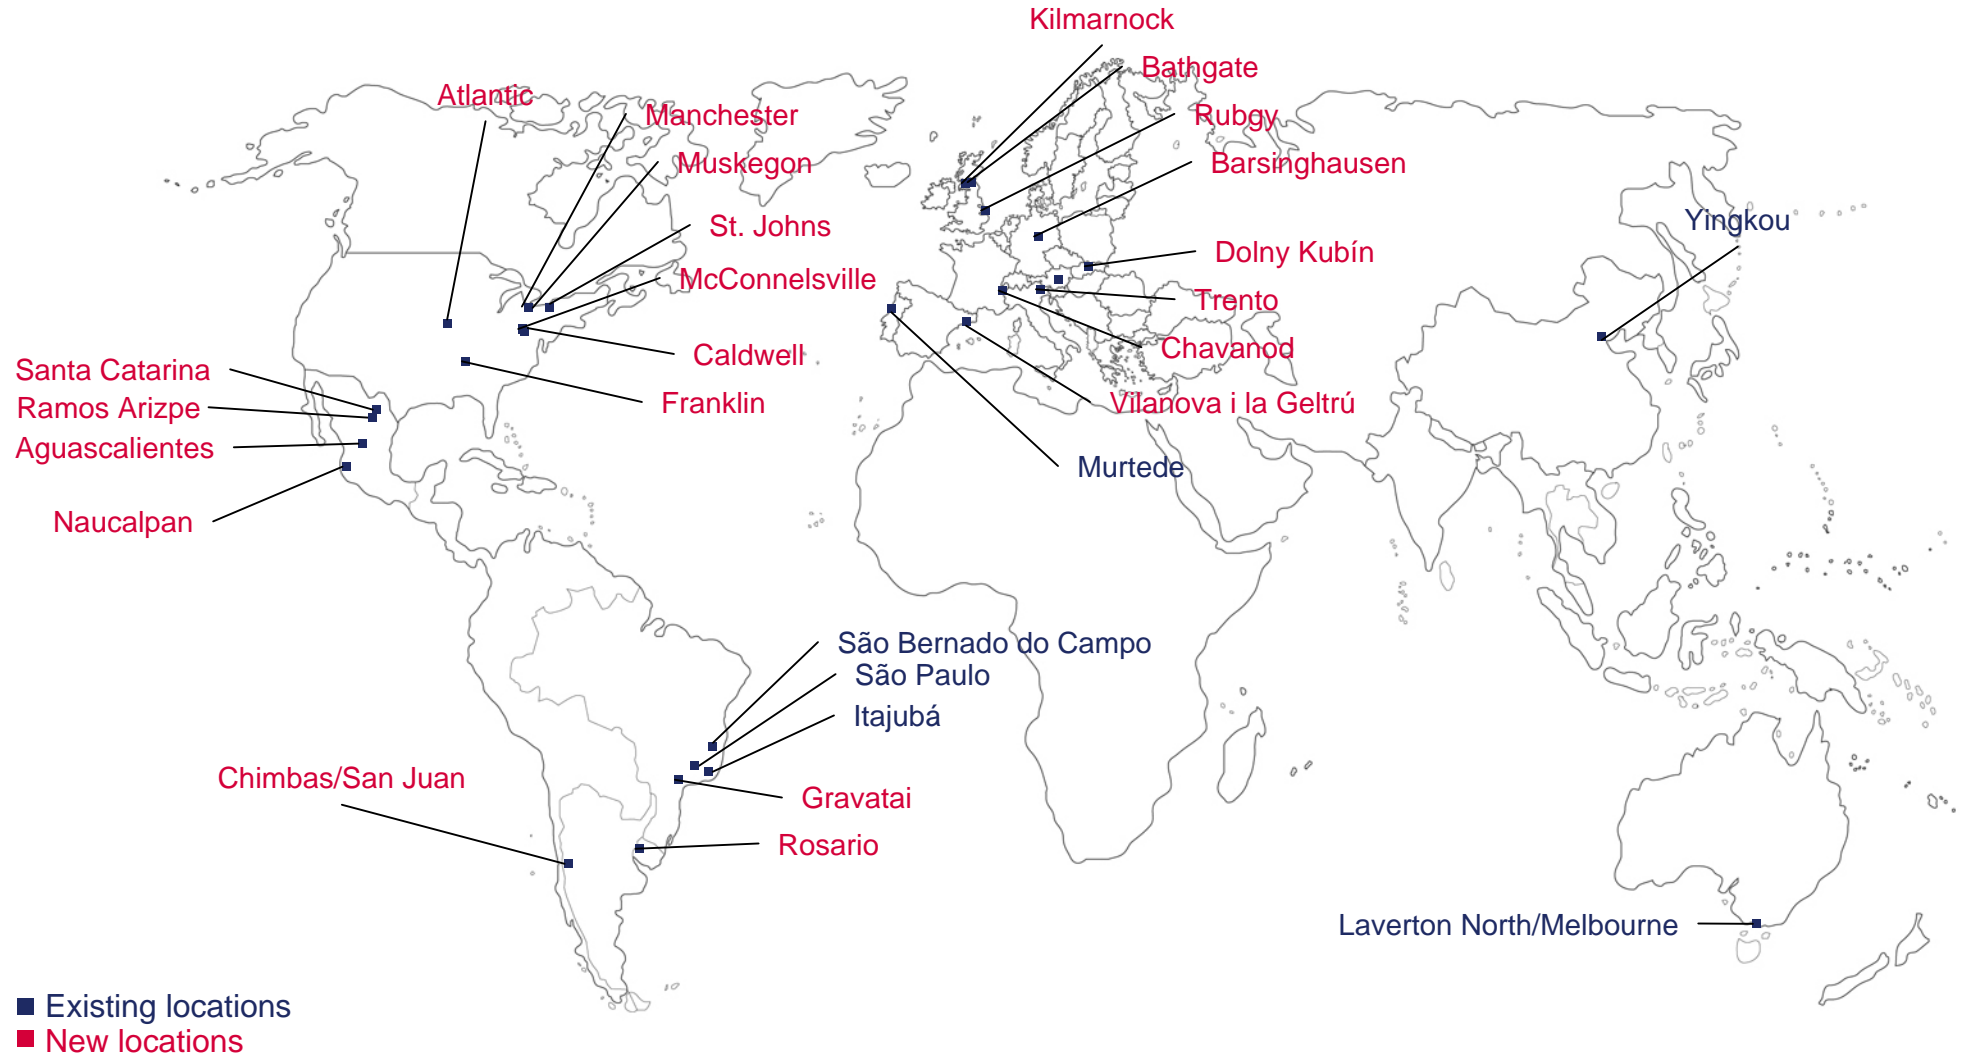 Kilmarnock
Bathgate
Atlantic
Manchester
Rubgy
Muskegon
Barsinghausen
St. Johns
Yingkou
Dolny Kubín
McConnelsville
Trento
Chavanod
Caldwell
Santa Catarina
Franklin
Vilanova i la Geltrú
Ramos Arizpe
Aguascalientes
Murtede
Naucalpan
São Bernado do Campo
São Paulo
Itajubá
Chimbas/San Juan
Gravatai
Rosario
Laverton North/Melbourne
Existing locations
New locations